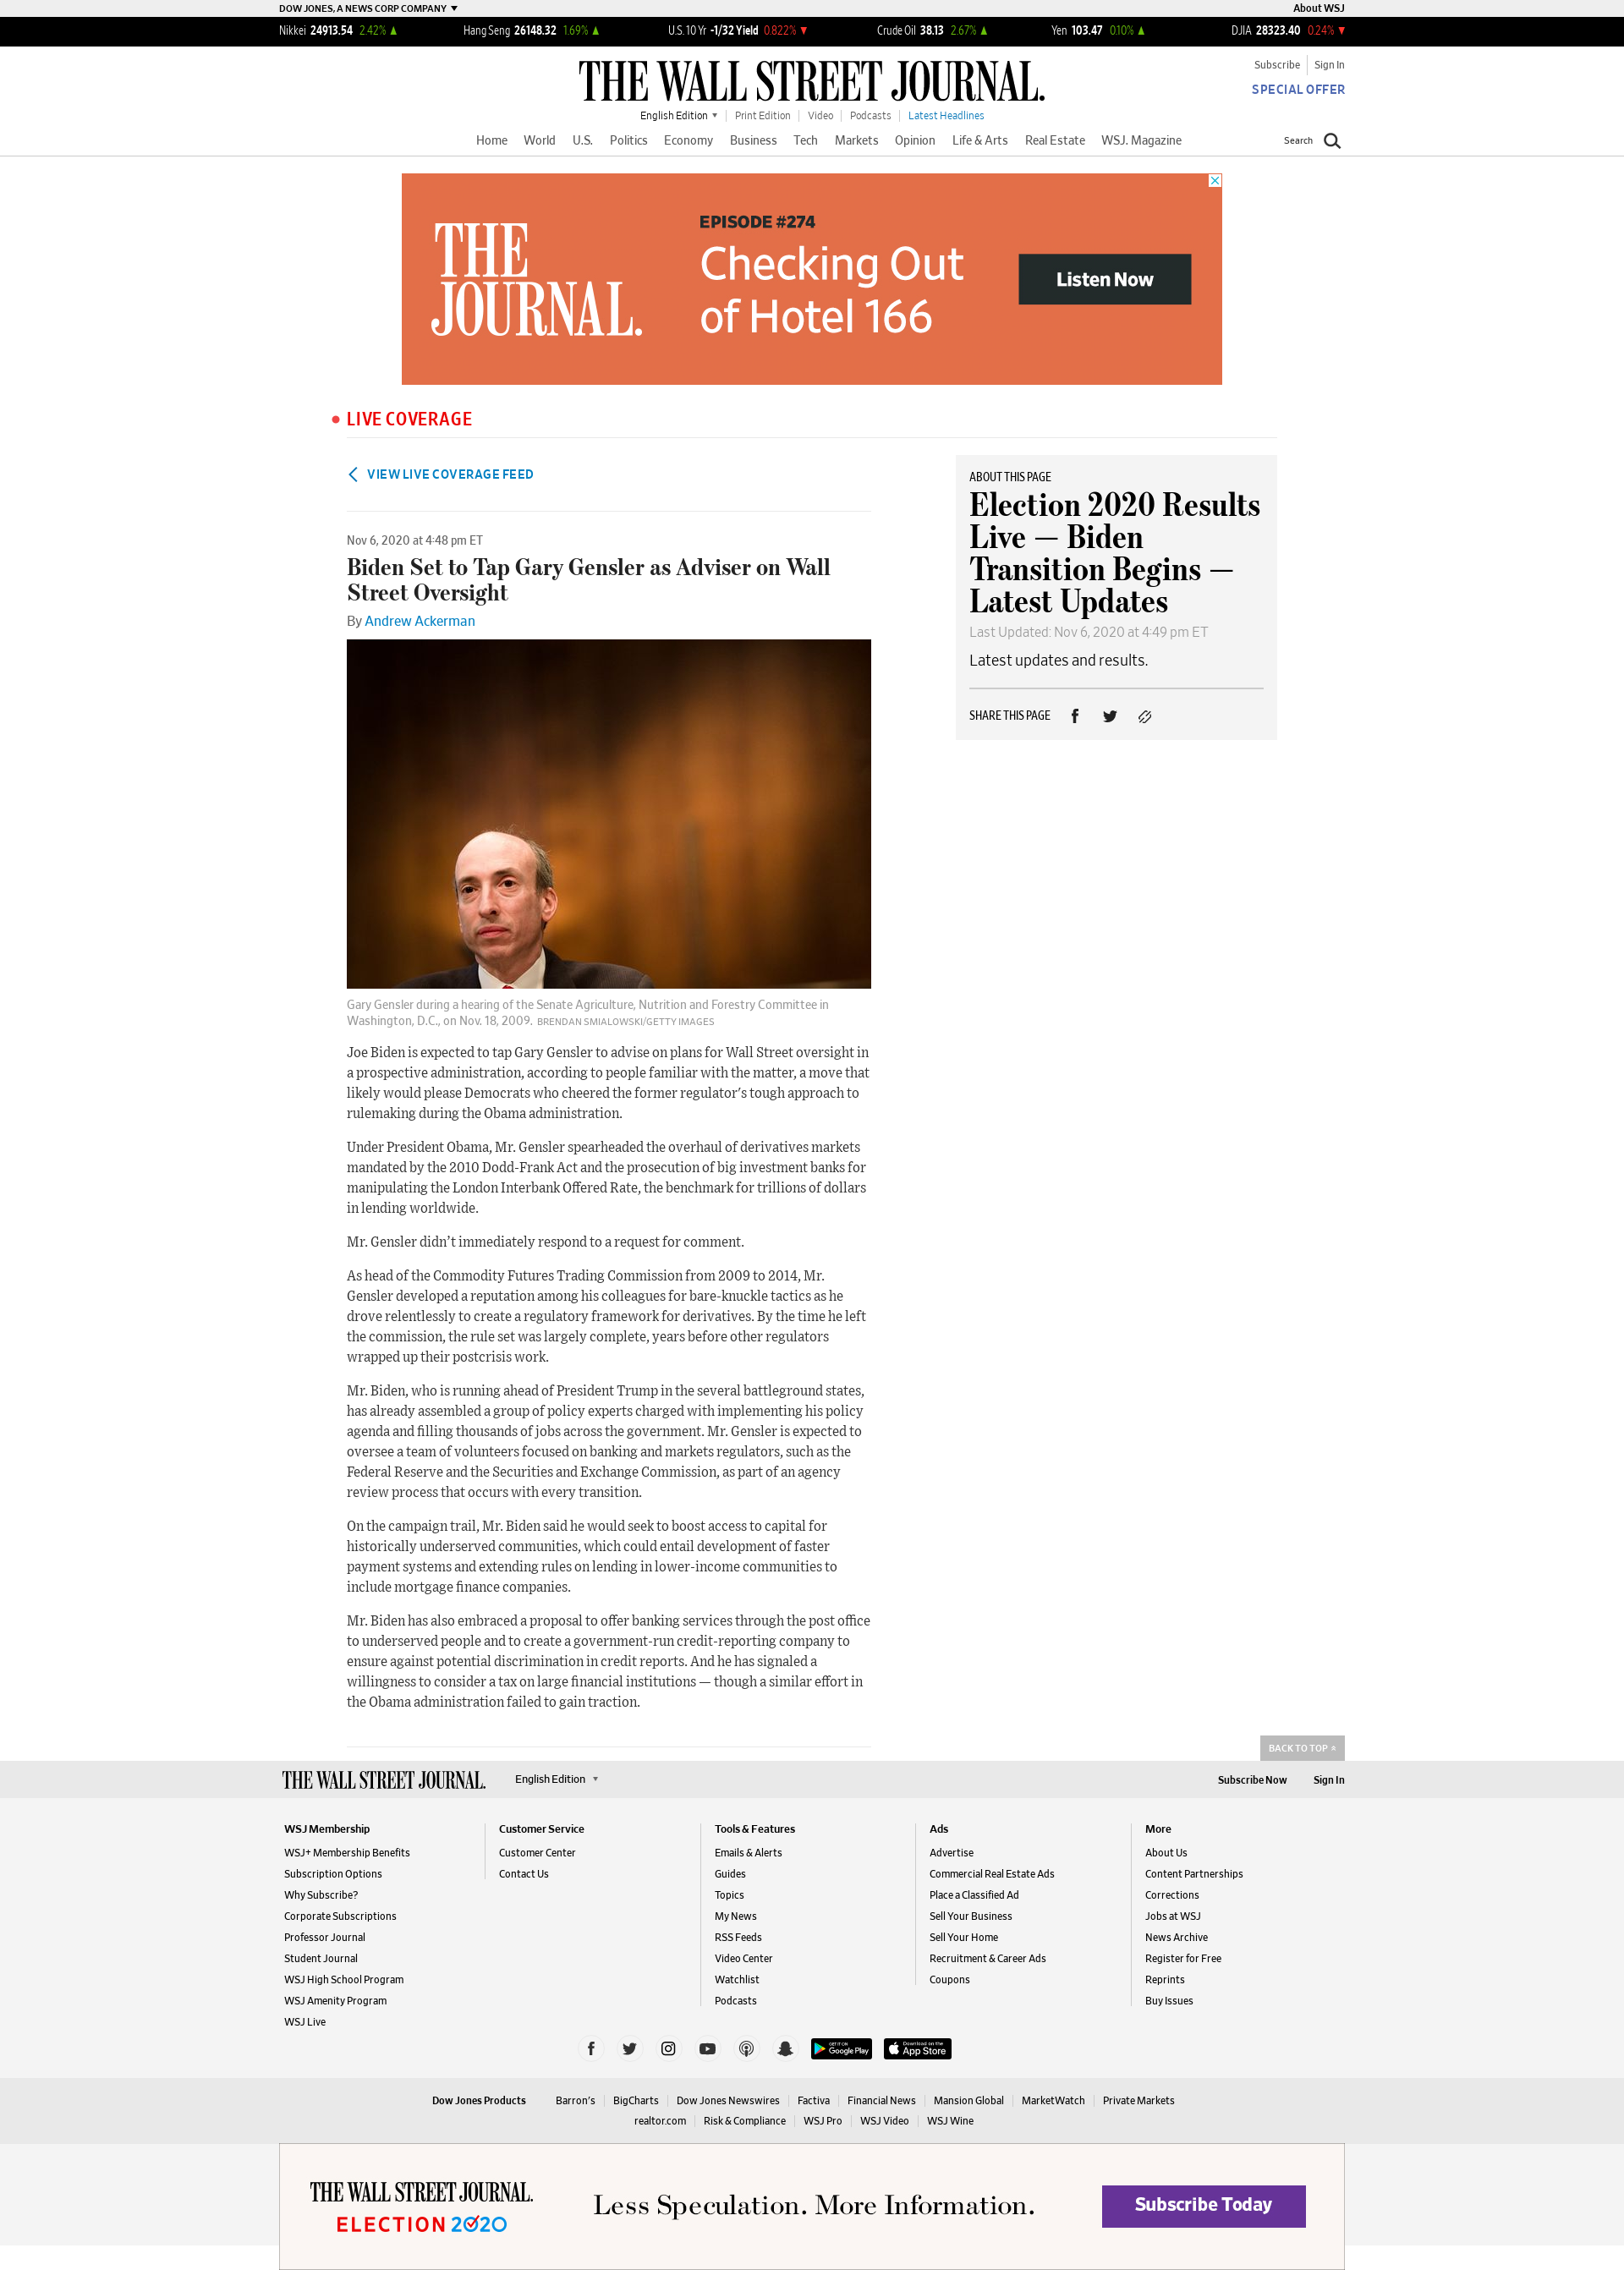 DOW JONES, A NEWS CORP COMPANY
About WSJ
Nikkei 24913.54 2.42%
Hang Seng 26148.32 1.69%
U.S. 10 Yr -1/32 Yield 0.822%
Crude Oil 38.13 2.67%
Yen 103.47 0.10%
DJIA 28323.40 0.24%
THE WALL STREET JOURNAL.
Subscribe
Sign In
SPECIAL OFFER
English Edition
Print Edition
Video
Podcasts
Latest Headlines
Home
World
U.S.
Politics
Economy
Business
Tech
Markets
Opinion
Life & Arts
Real Estate
WSJ. Magazine
Search
THE
JOURNAL.
EPISODE #274
Checking Out
of Hotel 166
Listen Now
LIVE COVERAGE
VIEW LIVE COVERAGE FEED
Nov 6, 2020 at 4:48 pm ET
Biden Set to Tap Gary Gensler as Adviser on Wall
Street Oversight
By Andrew Ackerman
Gary Gensler during a hearing of the Senate Agriculture, Nutrition and Forestry Committee in
Washington, D.C., on Nov. 18, 2009. BRENDAN SMIALOWSKI/GETTY IMAGES
Joe Biden is expected to tap Gary Gensler to advise on plans for Wall Street oversight in
a prospective administration, according to people familiar with the matter, a move that
likely would please Democrats who cheered the former regulator's tough approach to
rulemaking during the Obama administration.
Under President Obama, Mr. Gensler spearheaded the overhaul of derivatives markets
mandated by the 2010 Dodd-Frank Act and the prosecution of big investment banks for
manipulating the London Interbank Offered Rate, the benchmark for trillions of dollars
in lending worldwide.
Mr. Gensler didn't immediately respond to a request for comment.
As head of the Commodity Futures Trading Commission from 2009 to 2014, Mr.
Gensler developed a reputation among his colleagues for bare-knuckle tactics as he
drove relentlessly to create a regulatory framework for derivatives. By the time he left
the commission, the rule set was largely complete, years before other regulators
wrapped up their postcrisis work.
Mr. Biden, who is running ahead of President Trump in the several battleground states,
has already assembled a group of policy experts charged with implementing his policy
agenda and filling thousands of jobs across the government. Mr. Gensler is expected to
oversee a team of volunteers focused on banking and markets regulators, such as the
Federal Reserve and the Securities and Exchange Commission, as part of an agency
review process that occurs with every transition.
On the campaign trail, Mr. Biden said he would seek to boost access to capital for
historically underserved communities, which could entail development of faster
payment systems and extending rules on lending in lower-income communities to
include mortgage finance companies.
Mr. Biden has also embraced a proposal to offer banking services through the post office
to underserved people and to create a government-run credit-reporting company to
ensure against potential discrimination in credit reports. And he has signaled a
willingness to consider a tax on large financial institutions — though a similar effort in
the Obama administration failed to gain traction.
ABOUT THIS PAGE
Election 2020 Results
Live — Biden
Transition Begins —
Latest Updates
Last Updated: Nov 6, 2020 at 4:49 pm ET
Latest updates and results.
SHARE THIS PAGE
BACK TO TOP
THE WALL STREET JOURNAL.
English Edition
Subscribe Now
Sign In
WSJ Membership
WSJ+ Membership Benefits
Subscription Options
Why Subscribe?
Corporate Subscriptions
Professor Journal
Student Journal
WSJ High School Program
WSJ Amenity Program
WSJ Live
Customer Service
Customer Center
Contact Us
Tools & Features
Emails & Alerts
Guides
Topics
My News
RSS Feeds
Video Center
Watchlist
Podcasts
Ads
Advertise
Commercial Real Estate Ads
Place a Classified Ad
Sell Your Business
Sell Your Home
Recruitment & Career Ads
Coupons
More
About Us
Content Partnerships
Corrections
Jobs at WSJ
News Archive
Register for Free
Reprints
Buy Issues
GET IT ON
Google Play
Download on the
App Store
Dow Jones Products
Barron's
BigCharts
Dow Jones Newswires
Factiva
Financial News
Mansion Global
MarketWatch
Private Markets
realtor.com
Risk & Compliance
WSJ Pro
WSJ Video
WSJ Wine
THE WALL STREET JOURNAL.
ELECTION 2020
Less Speculation. More Information.
Subscribe Today